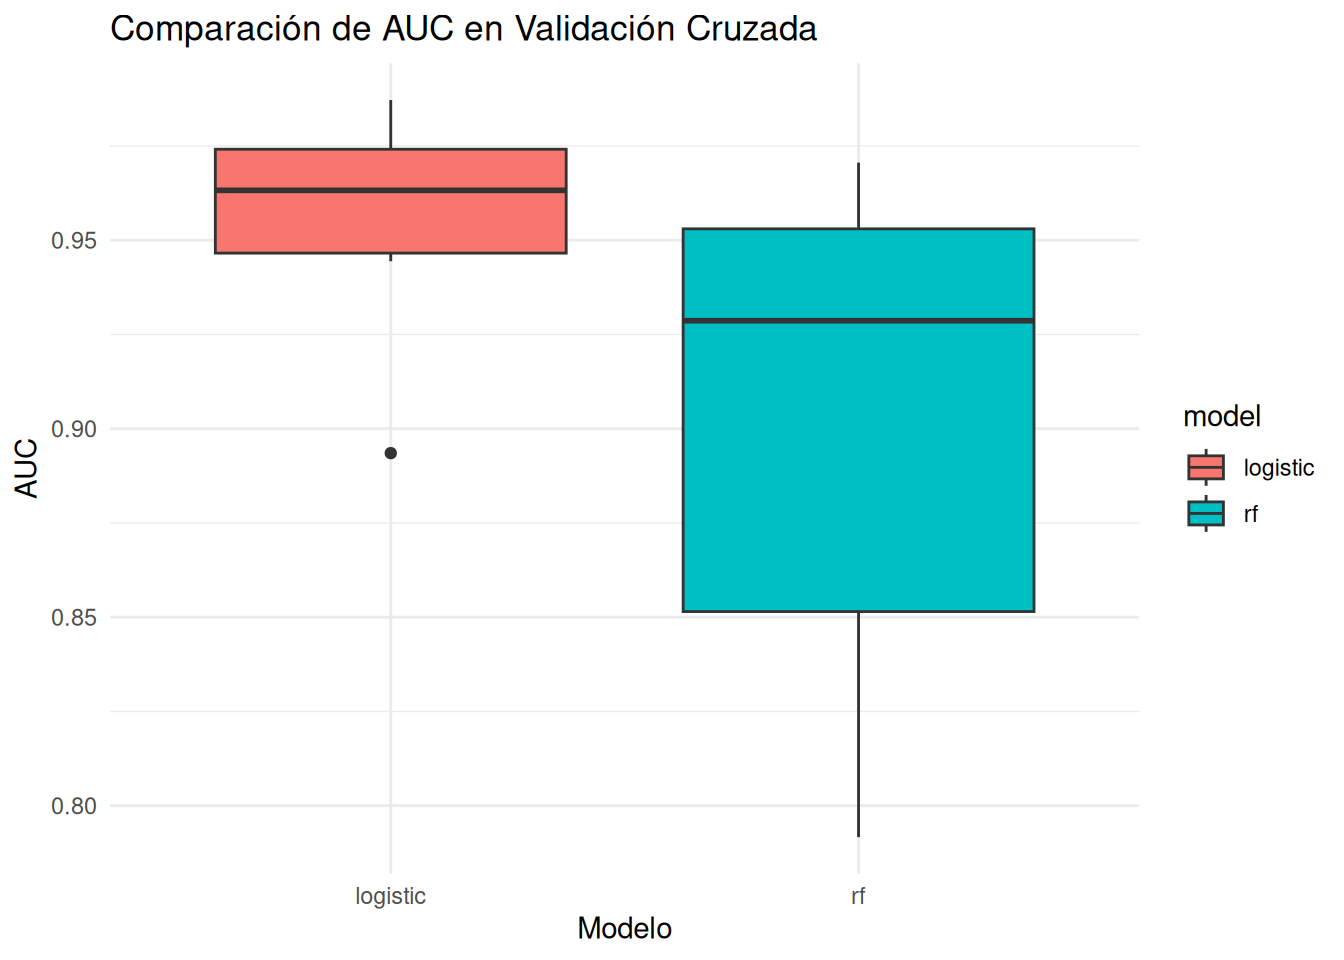 Comparación de AUC en Validación Cruzada
AUC
0.95
0.90
0.85
0.80
logistic
rf
Modelo
model
logistic
rf